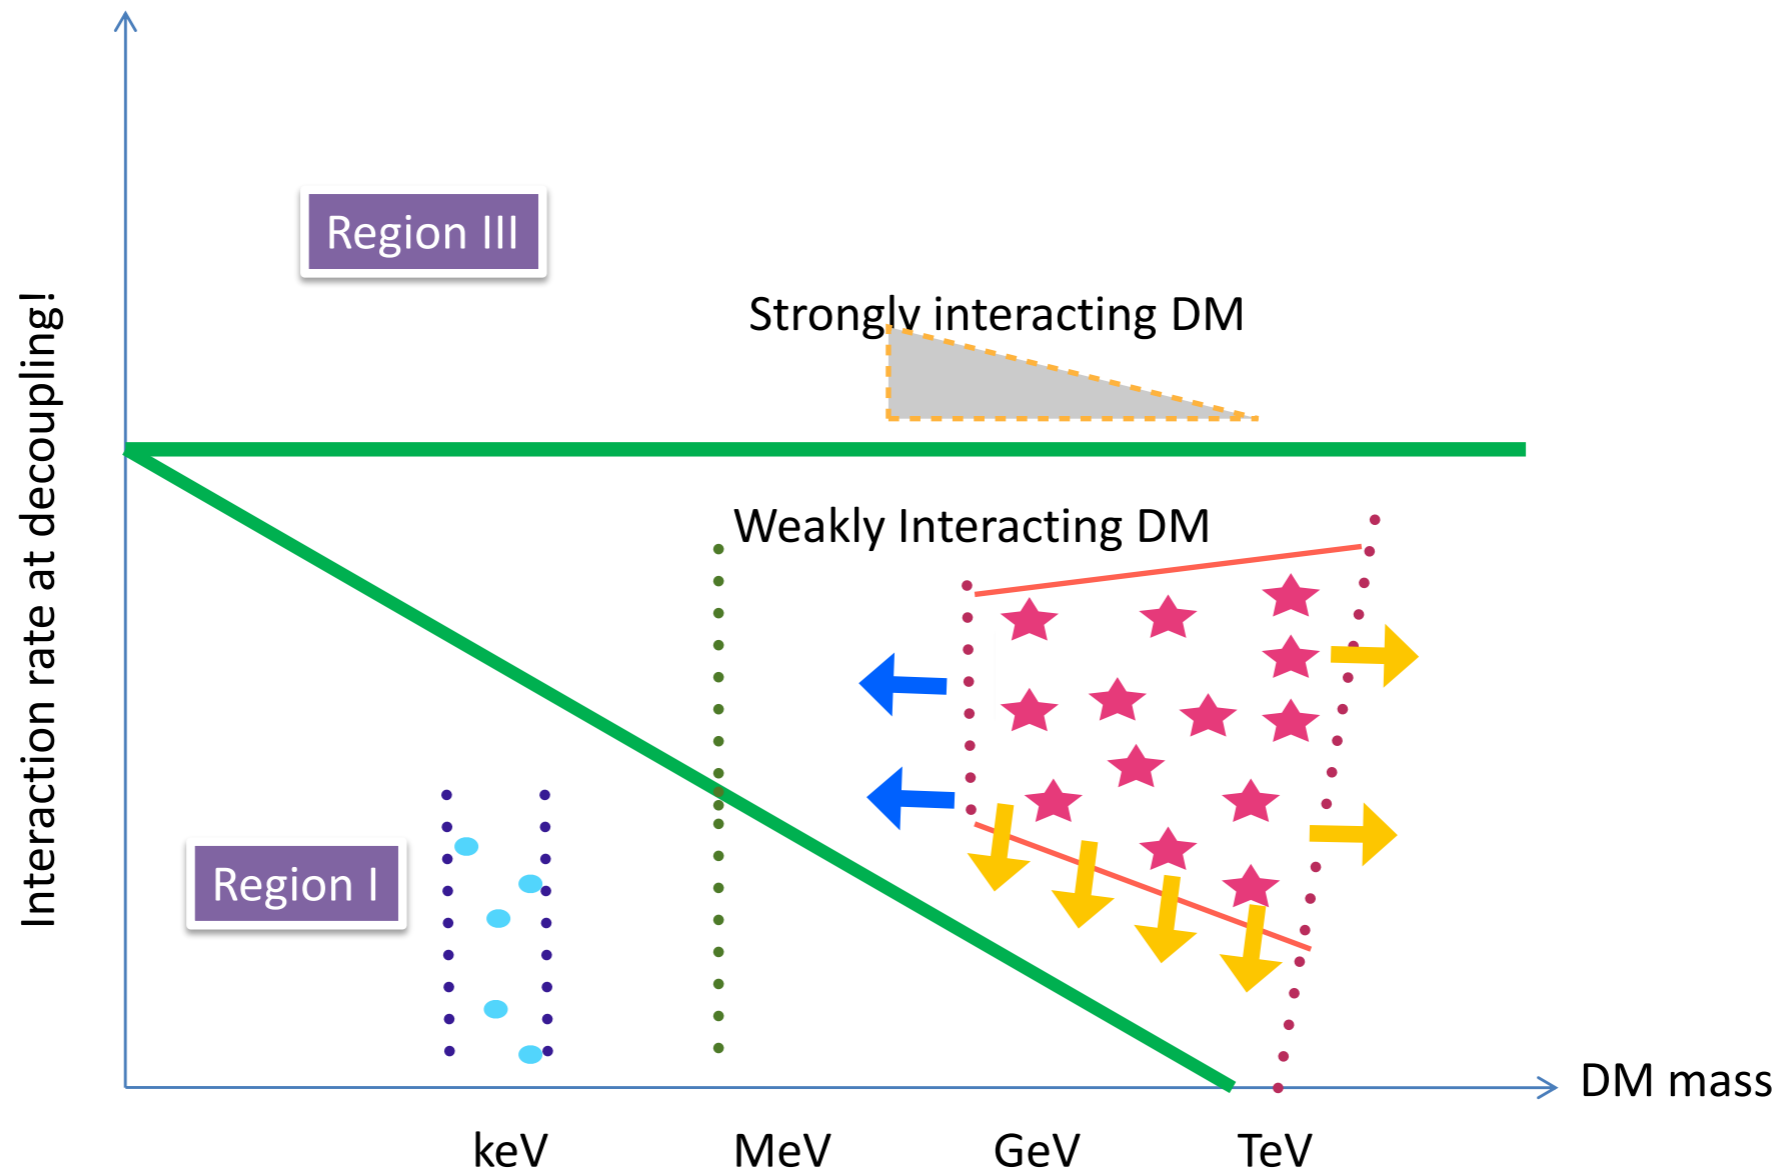 Region III
Strongly interacting DM
Interaction rate at decoupling!
Weakly Interacting DM
Region I
DM mass
keV MeV GeV TeV